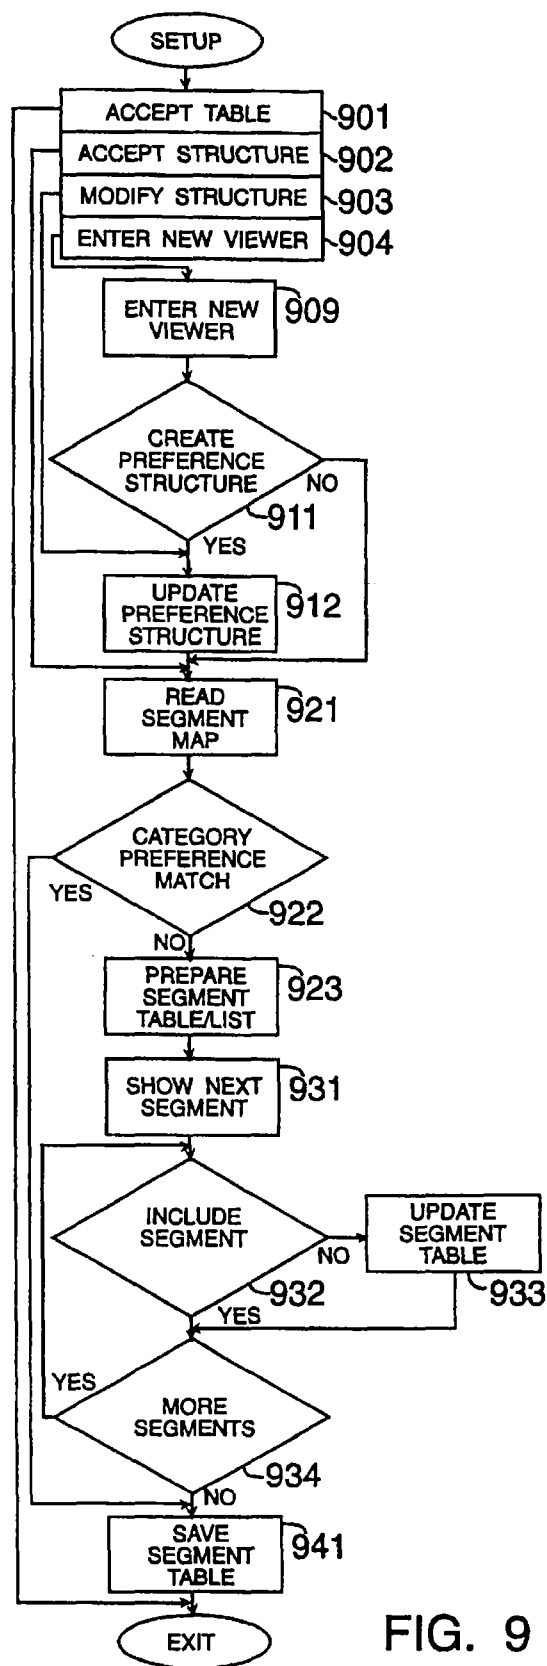 SETUP
ACCEPT TABLE 901
ACCEPT STRUCTURE 902
MODIFY STRUCTURE 903
ENTER NEW VIEWER 904
ENTER NEW 909
VIEWER
CREATE
PREFERENCE
STRUCTURE
NO
911
YES
UPDATE 912
PREFERENCE
STRUCTURE
READ 921
SEGMENT
MAP
CATEGORY
PREFERENCE
MATCH
YES
922
NO
PREPARE 923
SEGMENT
TABLE/LIST
SHOW NEXT 931
SEGMENT
INCLUDE
SEGMENT
NO
932
YES
UPDATE
SEGMENT
TABLE
933
YES
MORE
SEGMENTS
934
NO
SAVE 941
SEGMENT
TABLE
EXIT
FIG. 9